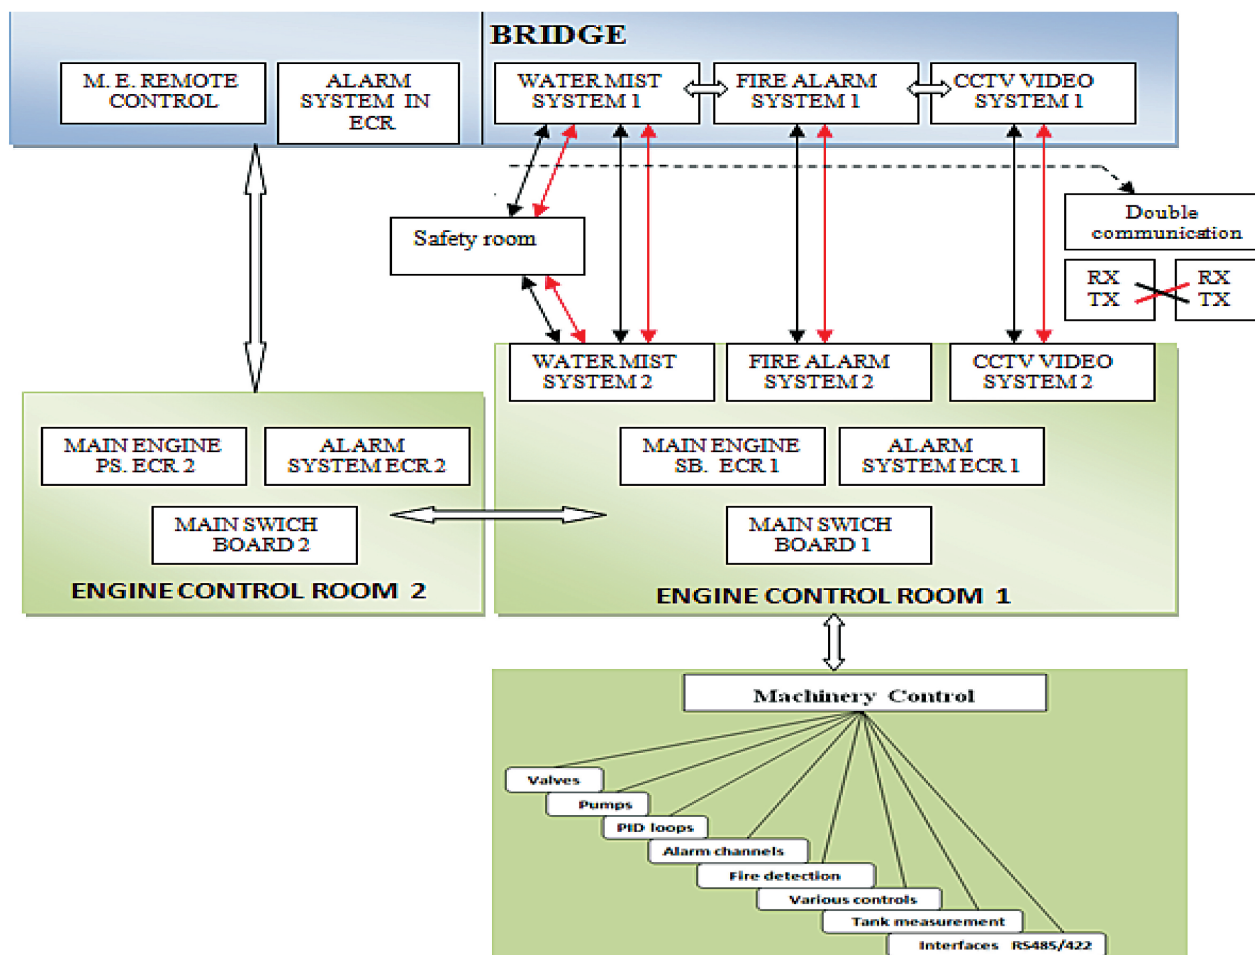 BRIDGE
M. E. REMOTE
CONTROL
ALARM
SYSTEM IN
ECR
WATER MIST
SYSTEM 1
FIRE ALARM
SYSTEM 1
CCTV VIDEO
SYSTEM 1
Safety room
Double
communication
RX
TX
RX
TX
WATER MIST
SYSTEM 2
FIRE ALARM
SYSTEM 2
CCTV VIDEO
SYSTEM 2
MAIN ENGINE
PS. ECR 2
ALARM
SYSTEM ECR 2
MAIN ENGINE
SB. ECR 1
ALARM
SYSTEM ECR 1
MAIN SWICH
BOARD 2
MAIN SWICH
BOARD 1
ENGINE CONTROL ROOM 2
ENGINE CONTROL ROOM 1
Machinery Control
Valves
Pumps
PID loops
Alarm channels
Fire detection
Various controls
Tank measurement
Interfaces RS485/422